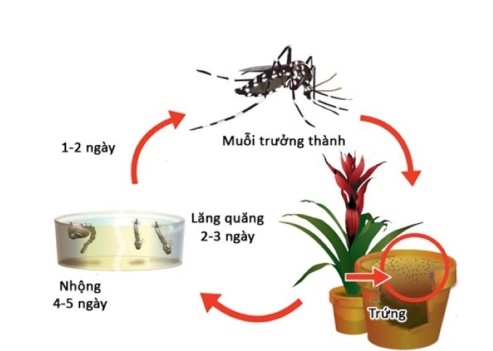 Muỗi trưởng thành
1-2 ngày
Lăng quăng
2-3 ngày
Nhộng
4-5 ngày
Trứng